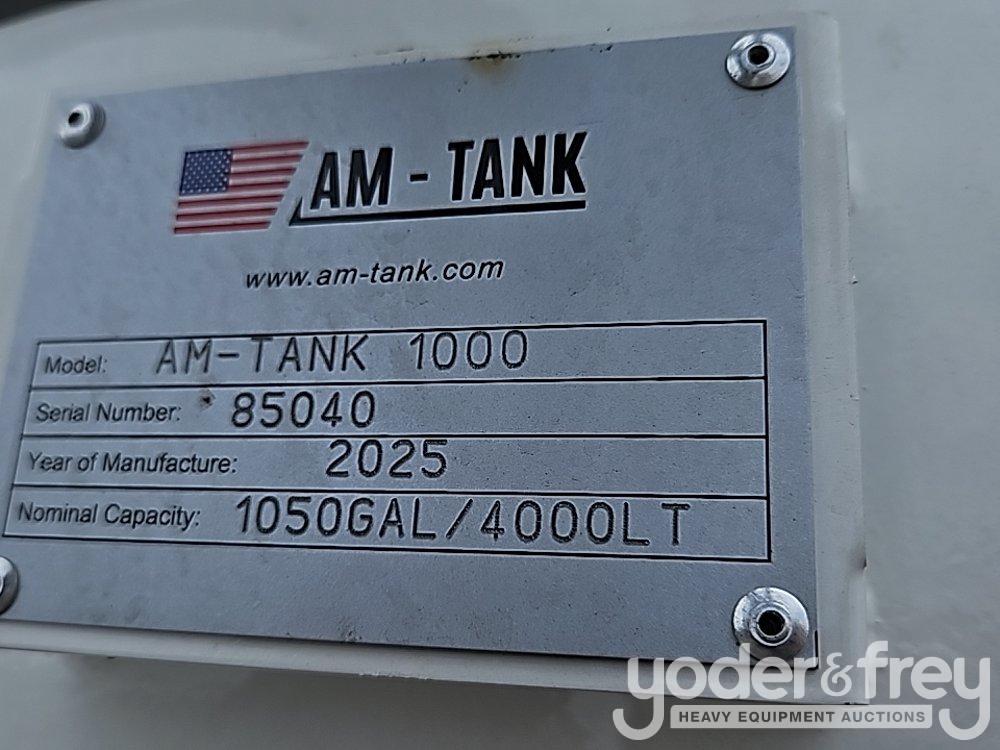 AM - TANK
www.am-tank.com
Model: AM-TANK 1000
Serial Number: 85040
Year of Manufacture: 2025
Nominal Capacity: 1050GAL/4000LT
yoder&frey
HEAVY EQUIPMENT AUCTIONS